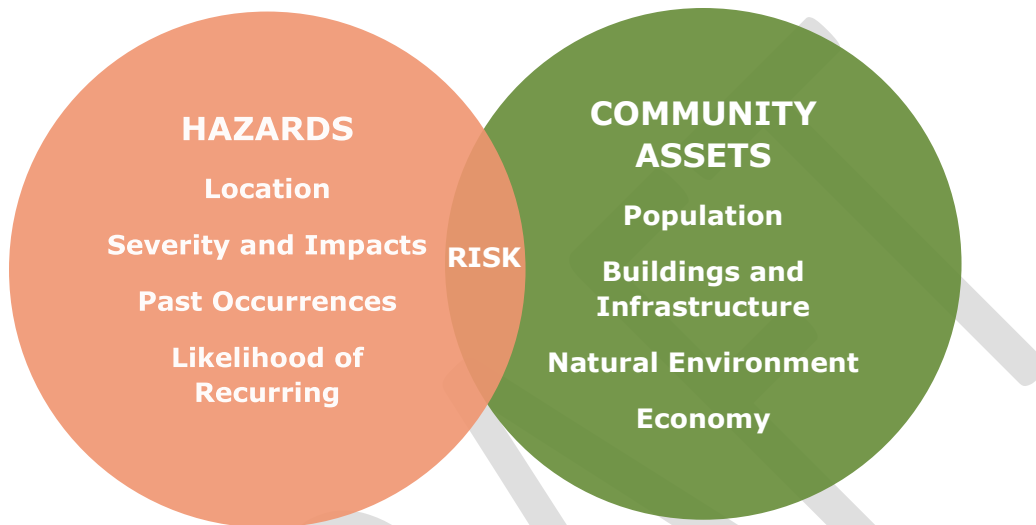 HAZARDS
Location
Severity and Impacts
Past Occurrences
Likelihood of
Recurring
RISK
COMMUNITY
ASSETS
Population
Buildings and
Infrastructure
Natural Environment
Economy